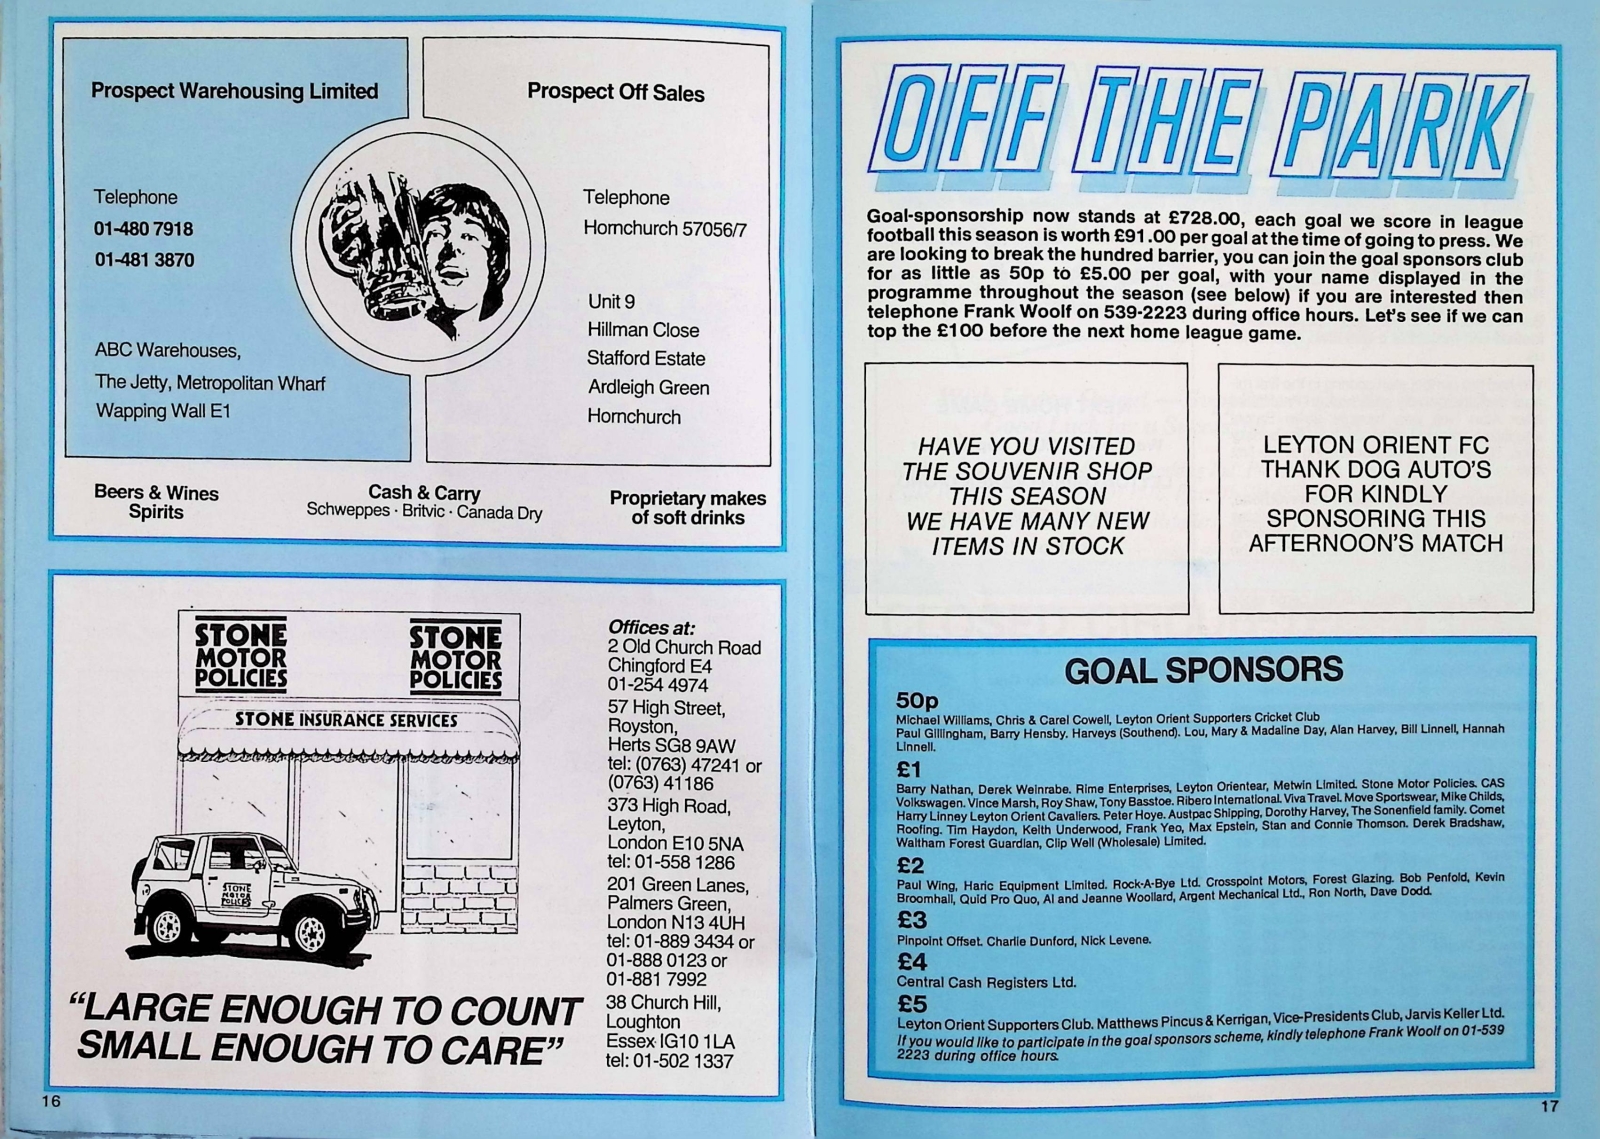 Prospect Warehousing Limited
Telephone
01-480 7918
01-481 3870
ABC Warehouses,
The Jetty, Metropolitan Wharf
Wapping Wall E1
Prospect Off Sales
Telephone
Hornchurch 57056/7
Unit 9
Hillman Close
Stafford Estate
Ardleigh Green
Hornchurch
Beers & Wines
Spirits
Cash & Carry
Schweppes · Britvic · Canada Dry
Proprietary makes
of soft drinks
STONE
MOTOR
POLICIES
STONE
MOTOR
POLICIES
STONE INSURANCE SERVICES
STONE
MOTOR
POLICIES
"LARGE ENOUGH TO COUNT
SMALL ENOUGH TO CARE"
Offices at:
2 Old Church Road
Chingford E4
01-254 4974
57 High Street,
Royston,
Herts SG8 9AW
tel: (0763) 47241 or
(0763) 41186
373 High Road,
Leyton,
London E10 5NA
tel: 01-558 1286
201 Green Lanes,
Palmers Green,
London N13 4UH
tel: 01-889 3434 or
01-888 0123 or
01-881 7992
38 Church Hill,
Loughton
Essex IG10 1LA
tel: 01-502 1337
16
OFF THE PARK
Goal-sponsorship now stands at £728.00, each goal we score in league
football this season is worth £91.00 per goal at the time of going to press. We
are looking to break the hundred barrier, you can join the goal sponsors club
for as little as 50p to £5.00 per goal, with your name displayed in the
programme throughout the season (see below) if you are interested then
telephone Frank Woolf on 539-2223 during office hours. Let's see if we can
top the £100 before the next home league game.
HAVE YOU VISITED
THE SOUVENIR SHOP
THIS SEASON
WE HAVE MANY NEW
ITEMS IN STOCK
LEYTON ORIENT FC
THANK DOG AUTO'S
FOR KINDLY
SPONSORING THIS
AFTERNOON'S MATCH
GOAL SPONSORS
50p
Michael Williams, Chris & Carel Cowell, Leyton Orient Supporters Cricket Club
Paul Gillingham, Barry Hensby. Harveys (Southend). Lou, Mary & Madaline Day, Alan Harvey, Bill Linnell, Hannah
Linnell.
£1
Barry Nathan, Derek Weinrabe. Rime Enterprises, Leyton Orientear, Metwin Limited. Stone Motor Policies. CAS
Volkswagen. Vince Marsh, Roy Shaw, Tony Basstoe. Ribero International. Viva Travel. Move Sportswear, Mike Childs,
Harry Linney Leyton Orient Cavaliers. Peter Hoye. Austpac Shipping, Dorothy Harvey, The Sonenfield family. Comet
Roofing. Tim Haydon, Keith Underwood, Frank Yeo, Max Epstein, Stan and Connie Thomson. Derek Bradshaw,
Waltham Forest Guardian, Clip Well (Wholesale) Limited.
£2
Paul Wing, Haric Equipment Limited. Rock-A-Bye Ltd. Crosspoint Motors, Forest Glazing. Bob Penfold, Kevin
Broomhall, Quid Pro Quo, Al and Jeanne Woollard, Argent Mechanical Ltd., Ron North, Dave Dodd.
£3
Pinpoint Offset. Charlie Dunford, Nick Levene.
£4
Central Cash Registers Ltd.
£5
Leyton Orient Supporters Club. Matthews Pincus & Kerrigan, Vice-Presidents Club, Jarvis Keller Ltd.
If you would like to participate in the goal sponsors scheme, kindly telephone Frank Woolf on 01-539
2223 during office hours.
17